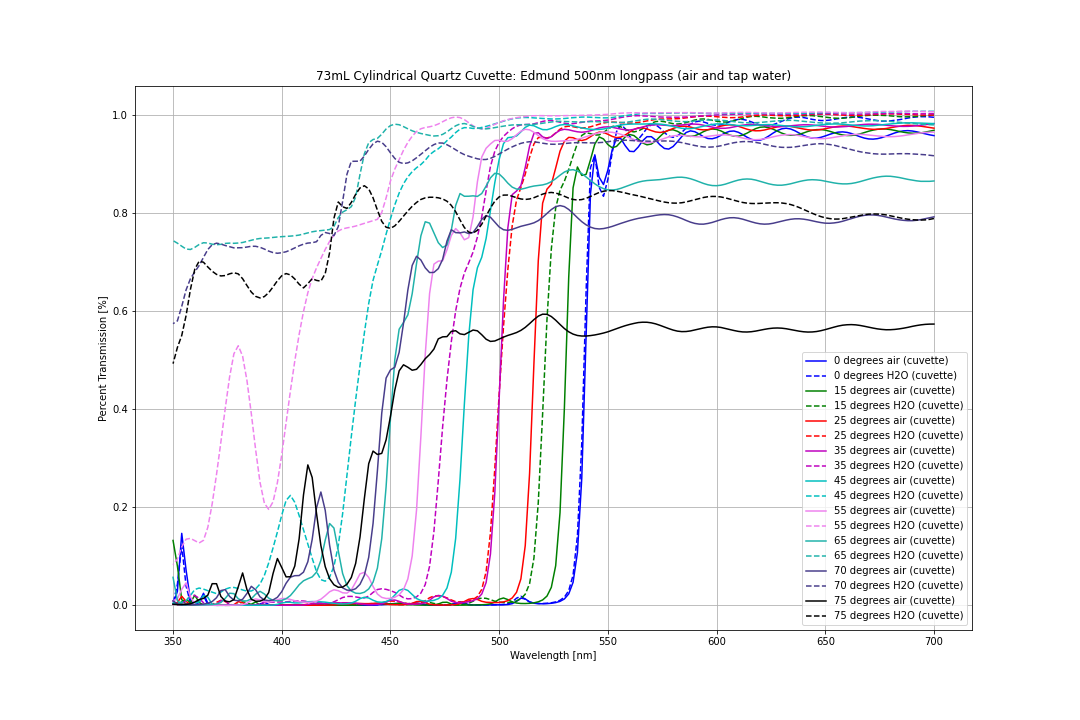 73mL Cylindrical Quartz Cuvette: Edmund 500nm longpass (air and tap water)
Percent Transmission [%]
1.0
0.8
0.6
0.4
0.2
0.0
350 400 450 500 550 600 650 700
Wavelength [nm]
0 degrees air (cuvette)
0 degrees H2O (cuvette)
15 degrees air (cuvette)
15 degrees H2O (cuvette)
25 degrees air (cuvette)
25 degrees H2O (cuvette)
35 degrees air (cuvette)
35 degrees H2O (cuvette)
45 degrees air (cuvette)
45 degrees H2O (cuvette)
55 degrees air (cuvette)
55 degrees H2O (cuvette)
65 degrees air (cuvette)
65 degrees H2O (cuvette)
70 degrees air (cuvette)
70 degrees H2O (cuvette)
75 degrees air (cuvette)
75 degrees H2O (cuvette)